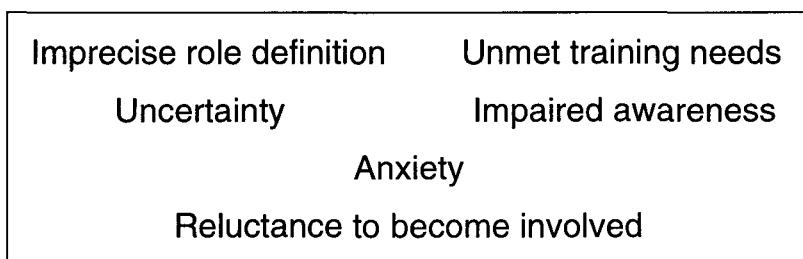 Imprecise role definition Unmet training needs
Uncertainty Impaired awareness
Anxiety
Reluctance to become involved